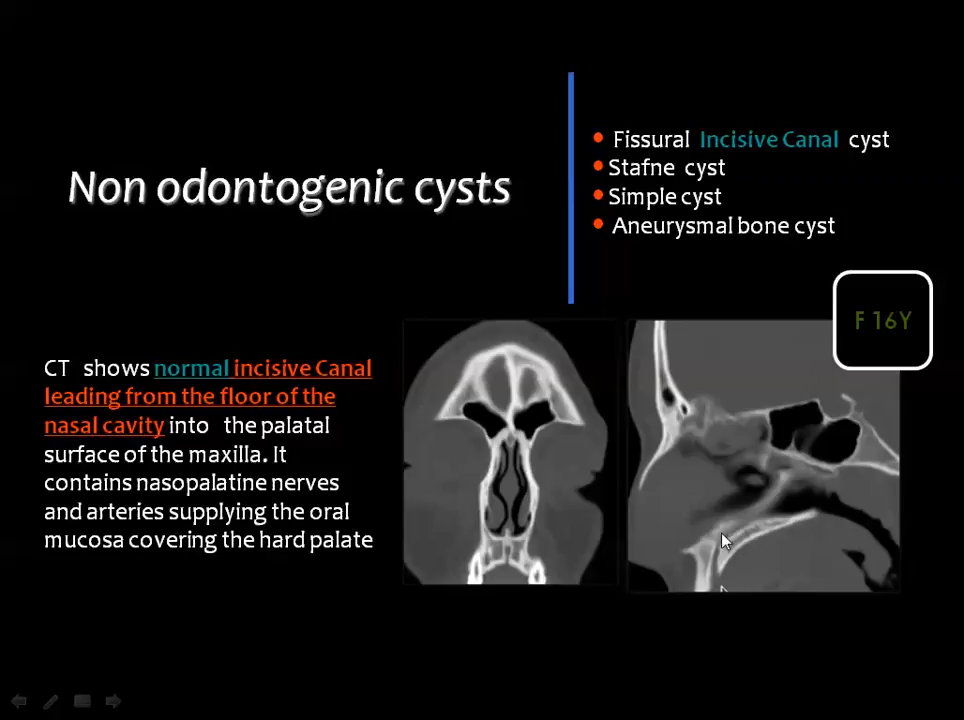 Non odontogenic cysts
• Fissural Incisive Canal cyst
• Stafne cyst
• Simple cyst
• Aneurysmal bone cyst
F 16Y
CT shows normal incisive Canal
leading from the floor of the
nasal cavity into the palatal
surface of the maxilla. It
contains nasopalatine nerves
and arteries supplying the oral
mucosa covering the hard palate